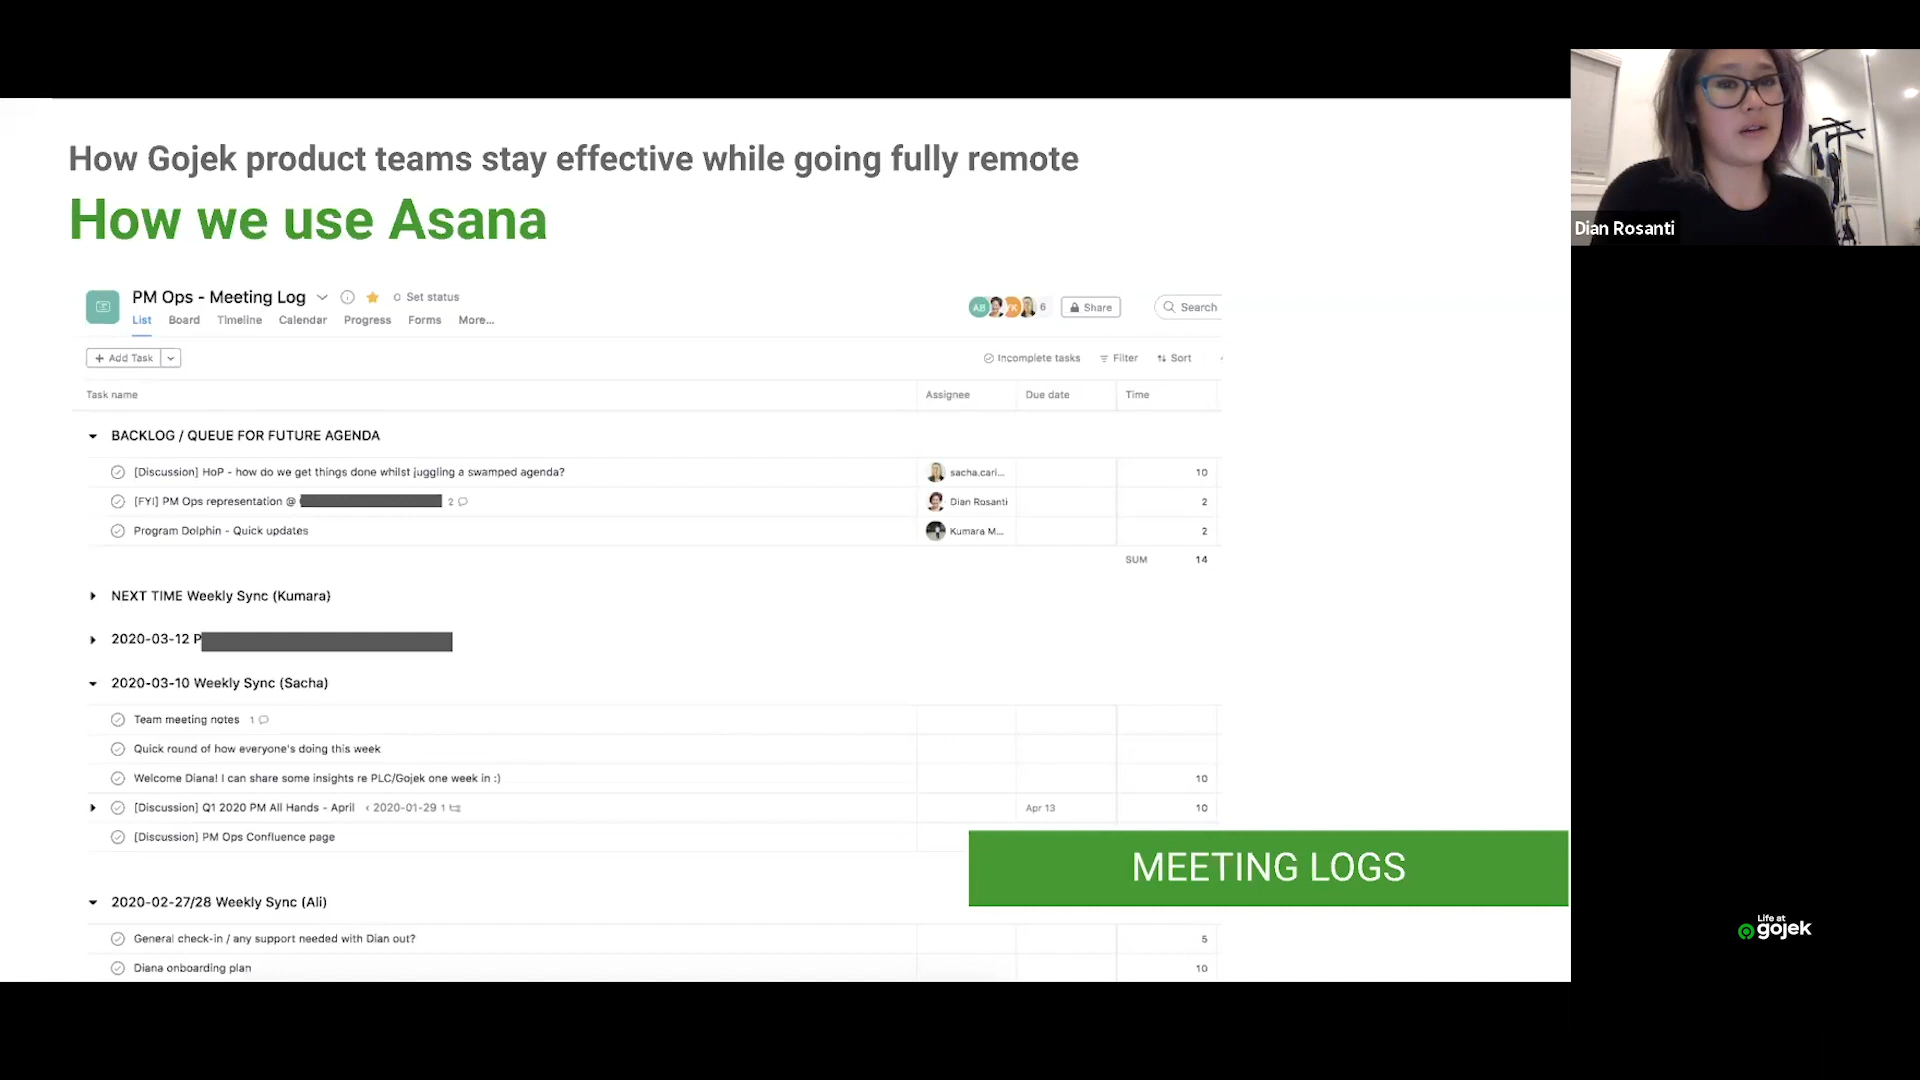 How Gojek product teams stay effective while going fully remote
How we use Asana
PM Ops - Meeting Log
Set status
List Board Timeline Calendar Progress Forms More...
AB YK 6 Share Search
+ Add Task
Incomplete tasks Filter Sort
Task name Assignee Due date Time
BACKLOG / QUEUE FOR FUTURE AGENDA
[Discussion] HoP - how do we get things done whilst juggling a swamped agenda? sacha.cari... 10
[FYI] PM Ops representation @ 2 Dian Rosanti 2
Program Dolphin - Quick updates Kumara M... 2
SUM 14
NEXT TIME Weekly Sync (Kumara)
2020-03-12 P
2020-03-10 Weekly Sync (Sacha)
Team meeting notes 1
Quick round of how everyone's doing this week
Welcome Diana! I can share some insights re PLC/Gojek one week in :) 10
[Discussion] Q1 2020 PM All Hands - April ‹ 2020-01-29 1 Apr 13 10
[Discussion] PM Ops Confluence page
2020-02-27/28 Weekly Sync (Ali)
General check-in / any support needed with Dian out? 5
Diana onboarding plan 10
MEETING LOGS
Dian Rosanti
Life at
gojek